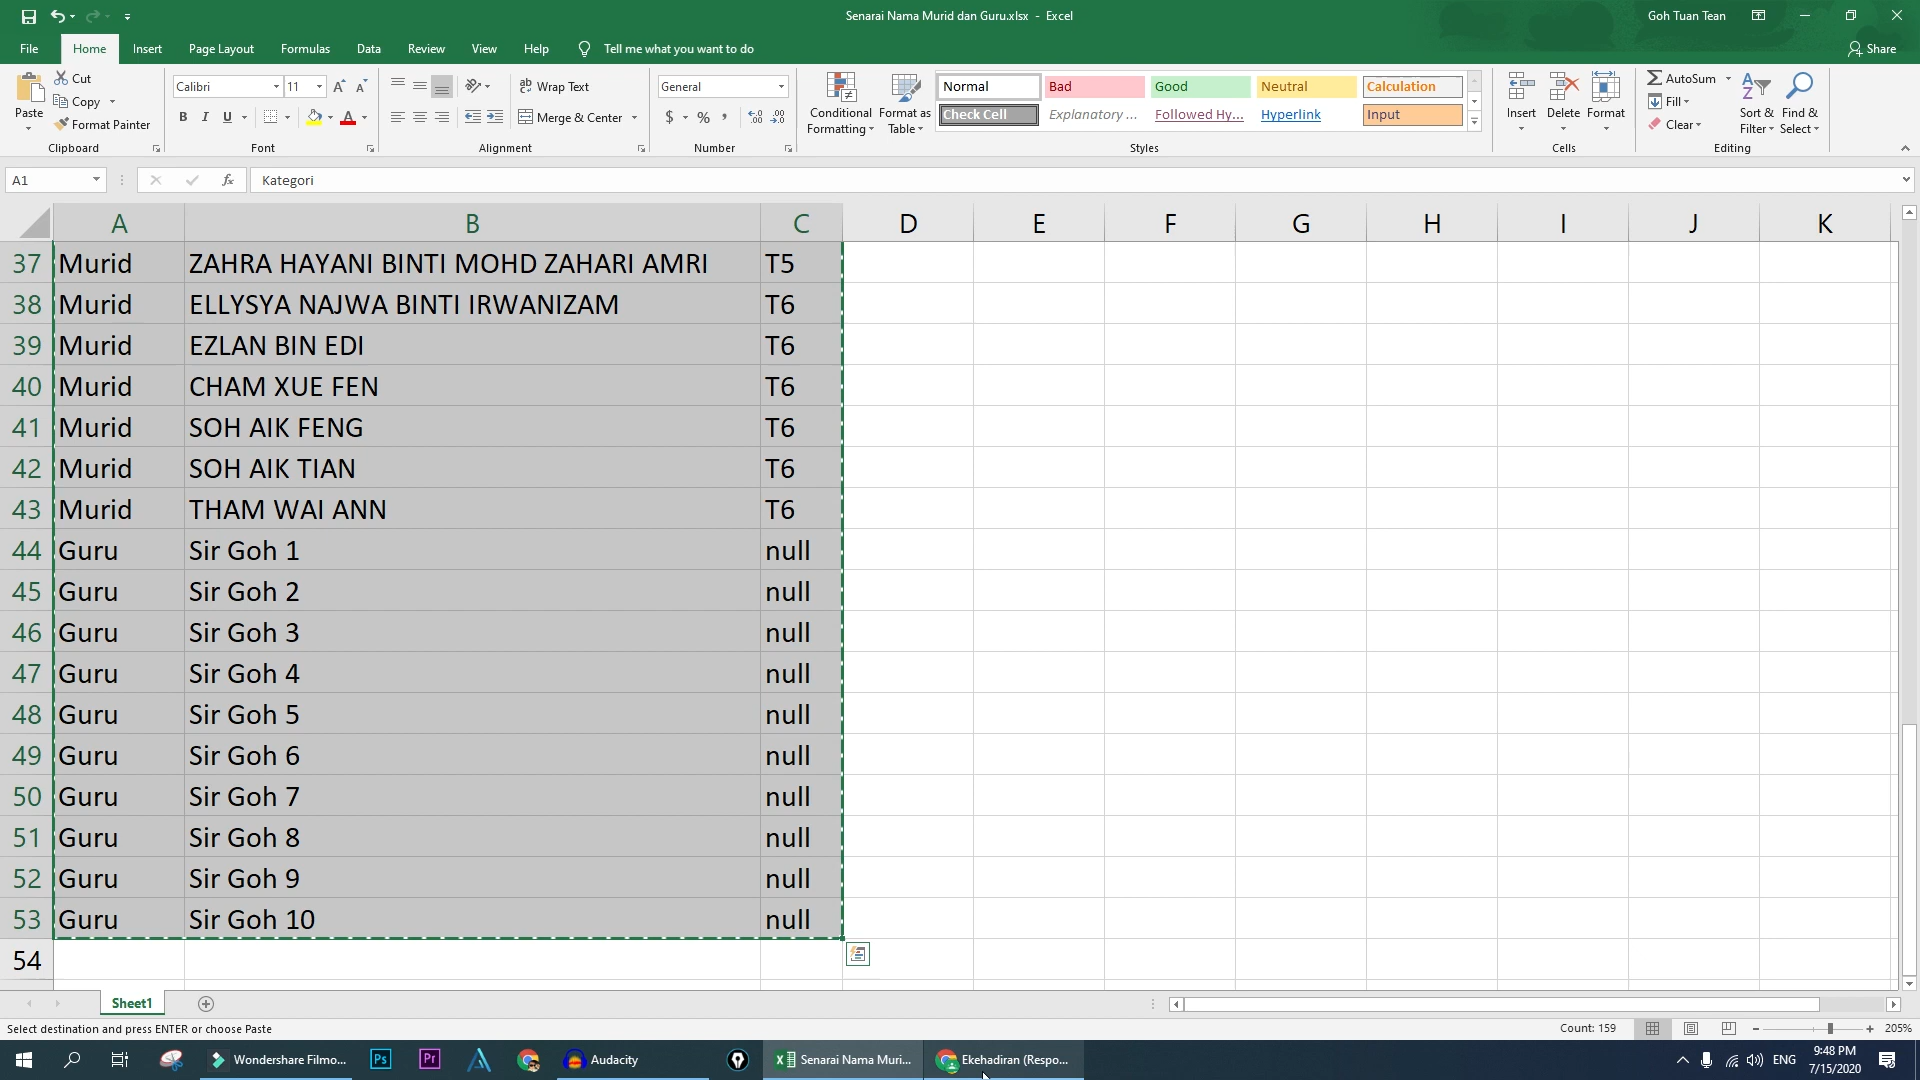 Senarai Nama Murid dan Guru.xlsx - Excel
Goh Tuan Tean
File Home Insert Page Layout Formulas Data Review View Help Tell me what you want to do
Share
Paste
Cut
Copy
Format Painter
Clipboard
Calibri 11
B I U
Font
Wrap Text
Merge & Center
Alignment
General
$ % ,
Number
Conditional Formatting
Format as Table
Normal Bad Good Neutral Calculation
Check Cell Explanatory ... Followed Hy... Hyperlink Input
Styles
Insert Delete Format
Cells
AutoSum
Fill
Clear
Sort & Filter
Find & Select
Editing
A1 fx Kategori
A B C D E F G H I J K
37 Murid ZAHRA HAYANI BINTI MOHD ZAHARI AMRI T5
38 Murid ELLYSYA NAJWA BINTI IRWANIZAM T6
39 Murid EZLAN BIN EDI T6
40 Murid CHAM XUE FEN T6
41 Murid SOH AIK FENG T6
42 Murid SOH AIK TIAN T6
43 Murid THAM WAI ANN T6
44 Guru Sir Goh 1 null
45 Guru Sir Goh 2 null
46 Guru Sir Goh 3 null
47 Guru Sir Goh 4 null
48 Guru Sir Goh 5 null
49 Guru Sir Goh 6 null
50 Guru Sir Goh 7 null
51 Guru Sir Goh 8 null
52 Guru Sir Goh 9 null
53 Guru Sir Goh 10 null
54
Sheet1
Select destination and press ENTER or choose Paste
Count: 159
205%
Wondershare Filmo...
Ps
Pr
Audacity
Senarai Nama Muri...
Ekehadiran (Respo...
ENG
9:48 PM
7/15/2020